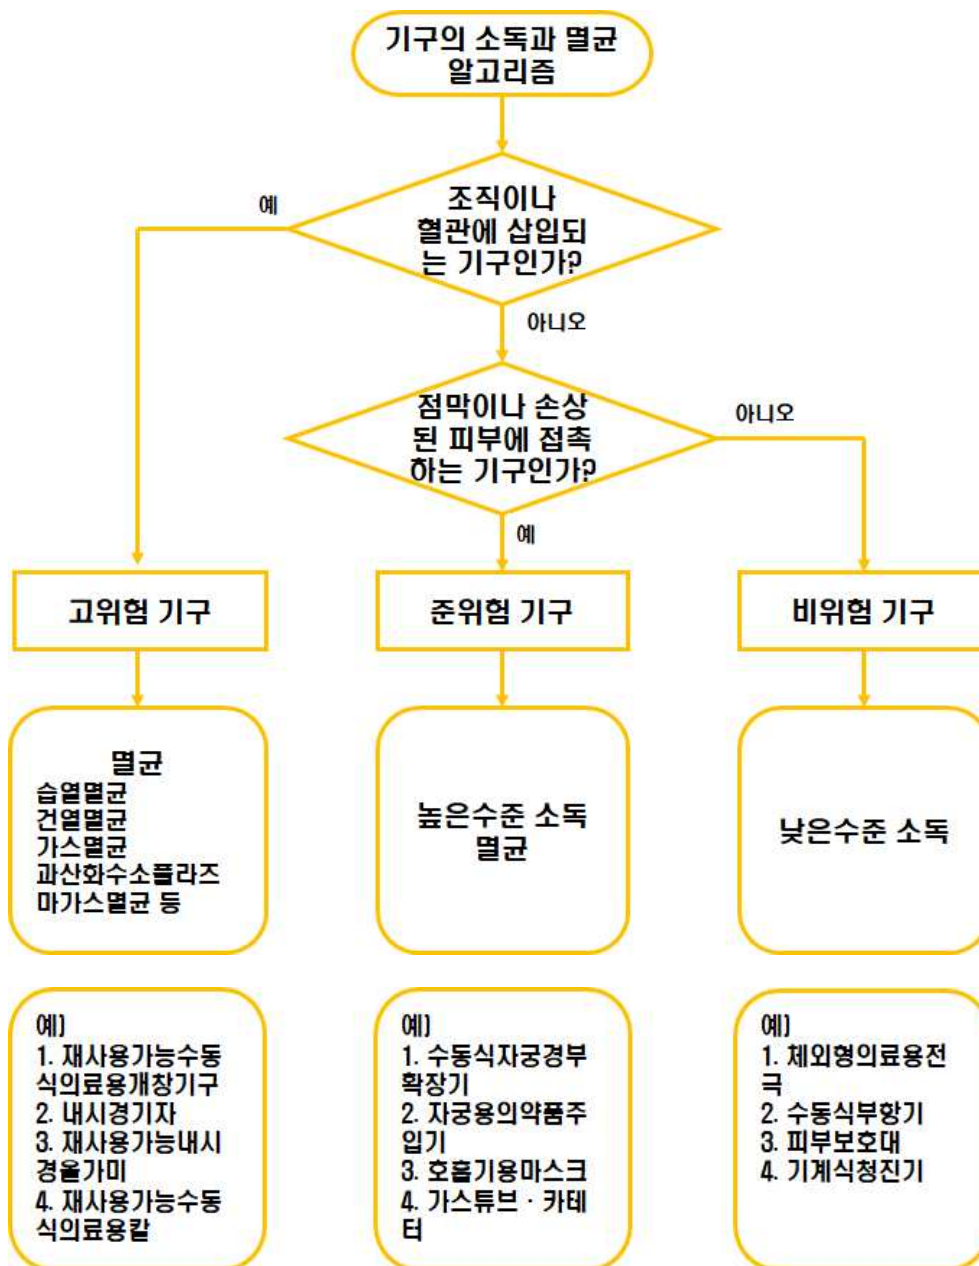 기구의 소독과 멸균
알고리즘
조직이나
혈관에 삽입되
는 기구인가?
예
아니오
점막이나 손상
된 피부에 접촉
하는 기구인가?
아니오
예
고위험 기구
준위험 기구
비위험 기구
멸균
습열멸균
건열멸균
가스멸균
과산화수소플라즈
마가스멸균 등
높은수준 소독
멸균
낮은수준 소독
예)
1. 재사용가능수동
식의료용개창기구
2. 내시경기자
3. 재사용가능내시
경올가미
4. 재사용가능수동
식의료용칼
예)
1. 수동식자궁경부
확장기
2. 자궁용의약품주
입기
3. 호흡기용마스크
4. 가스튜브 · 카테
터
예)
1. 체외형의료용전
극
2. 수동식부항기
3. 피부보호대
4. 기계식청진기